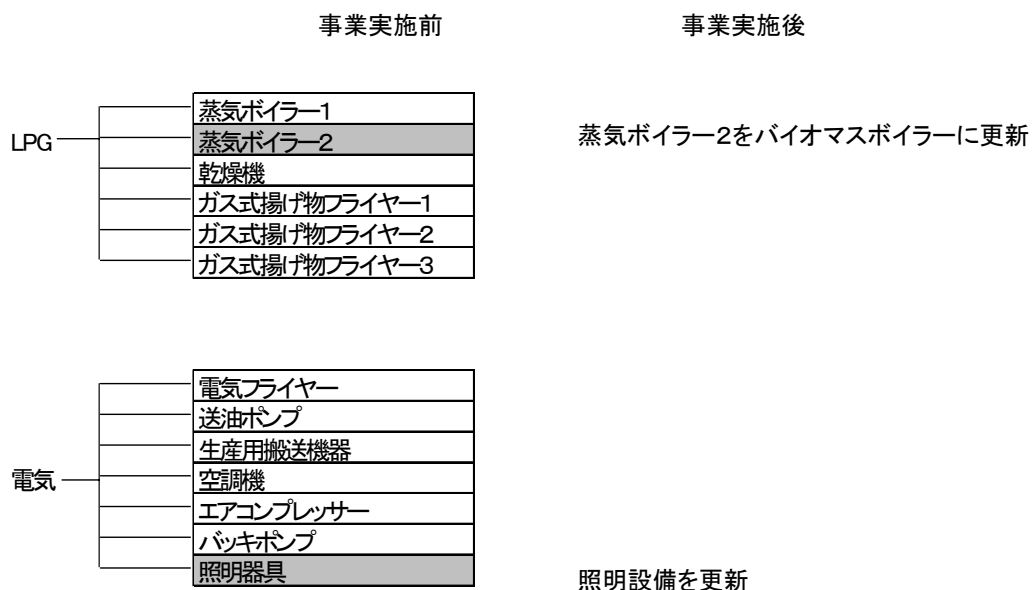 事業実施前 事業実施後
蒸気ボイラー1
LPG 蒸気ボイラー2 蒸気ボイラー2をバイオマスボイラーに更新
乾燥機
ガス式揚げ物フライヤー1
ガス式揚げ物フライヤー2
ガス式揚げ物フライヤー3
電気フライヤー
送油ポンプ
生産用搬送機器
電気 空調機
エアコンプレッサー
バッキポンプ
照明器具 照明設備を更新